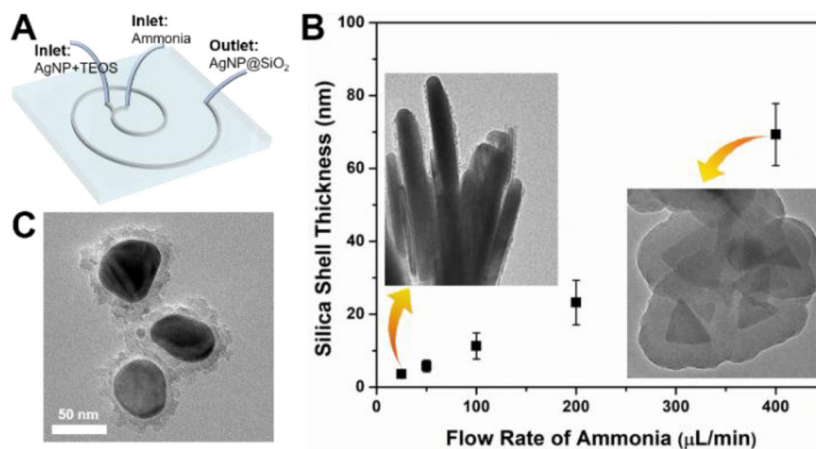 A
Inlet:
Ammonia
Inlet:
AgNP+TEOS
Outlet:
AgNP@SiO₂
C
50 nm
B
Silica Shell Thickness (nm)
100
80
60
40
20
0
0
100
200
300
400
Flow Rate of Ammonia (μL/min)